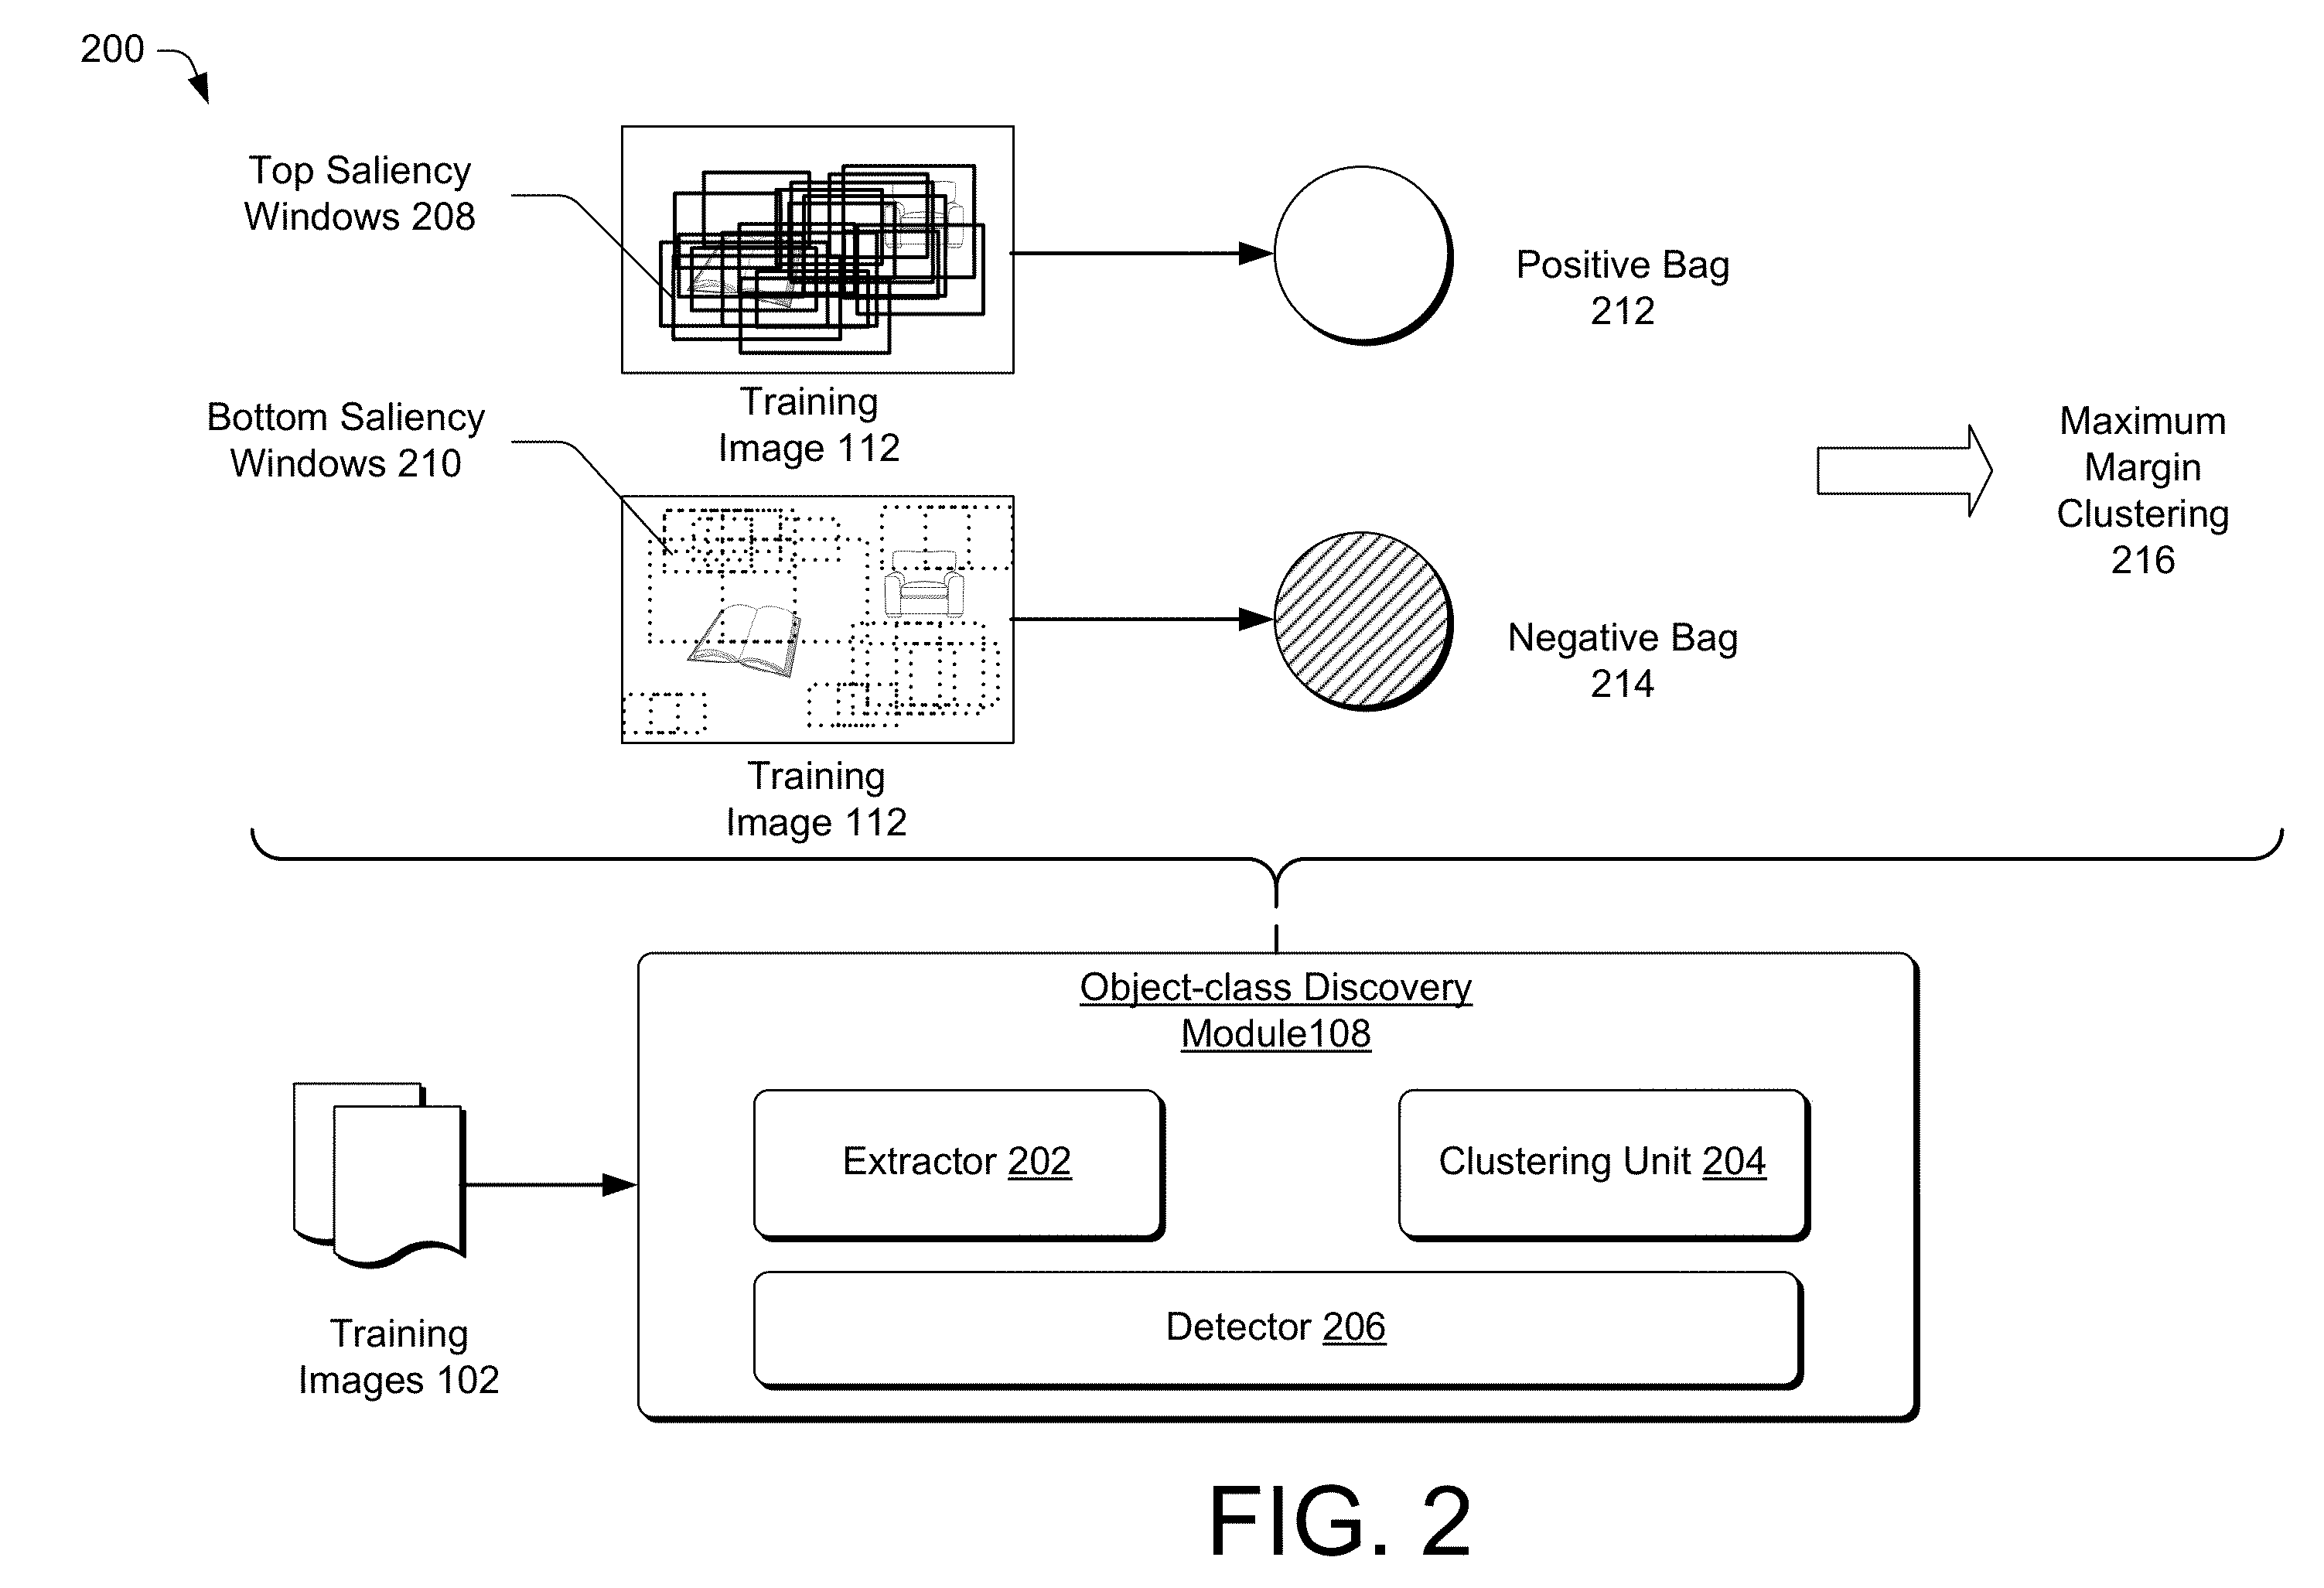 200
Top Saliency
Windows 208
Training
Image 112
Positive Bag
212
Bottom Saliency
Windows 210
Training
Image 112
Negative Bag
214
Maximum
Margin
Clustering
216
Object-class Discovery
Module108
Extractor 202
Clustering Unit 204
Detector 206
Training
Images 102
FIG. 2